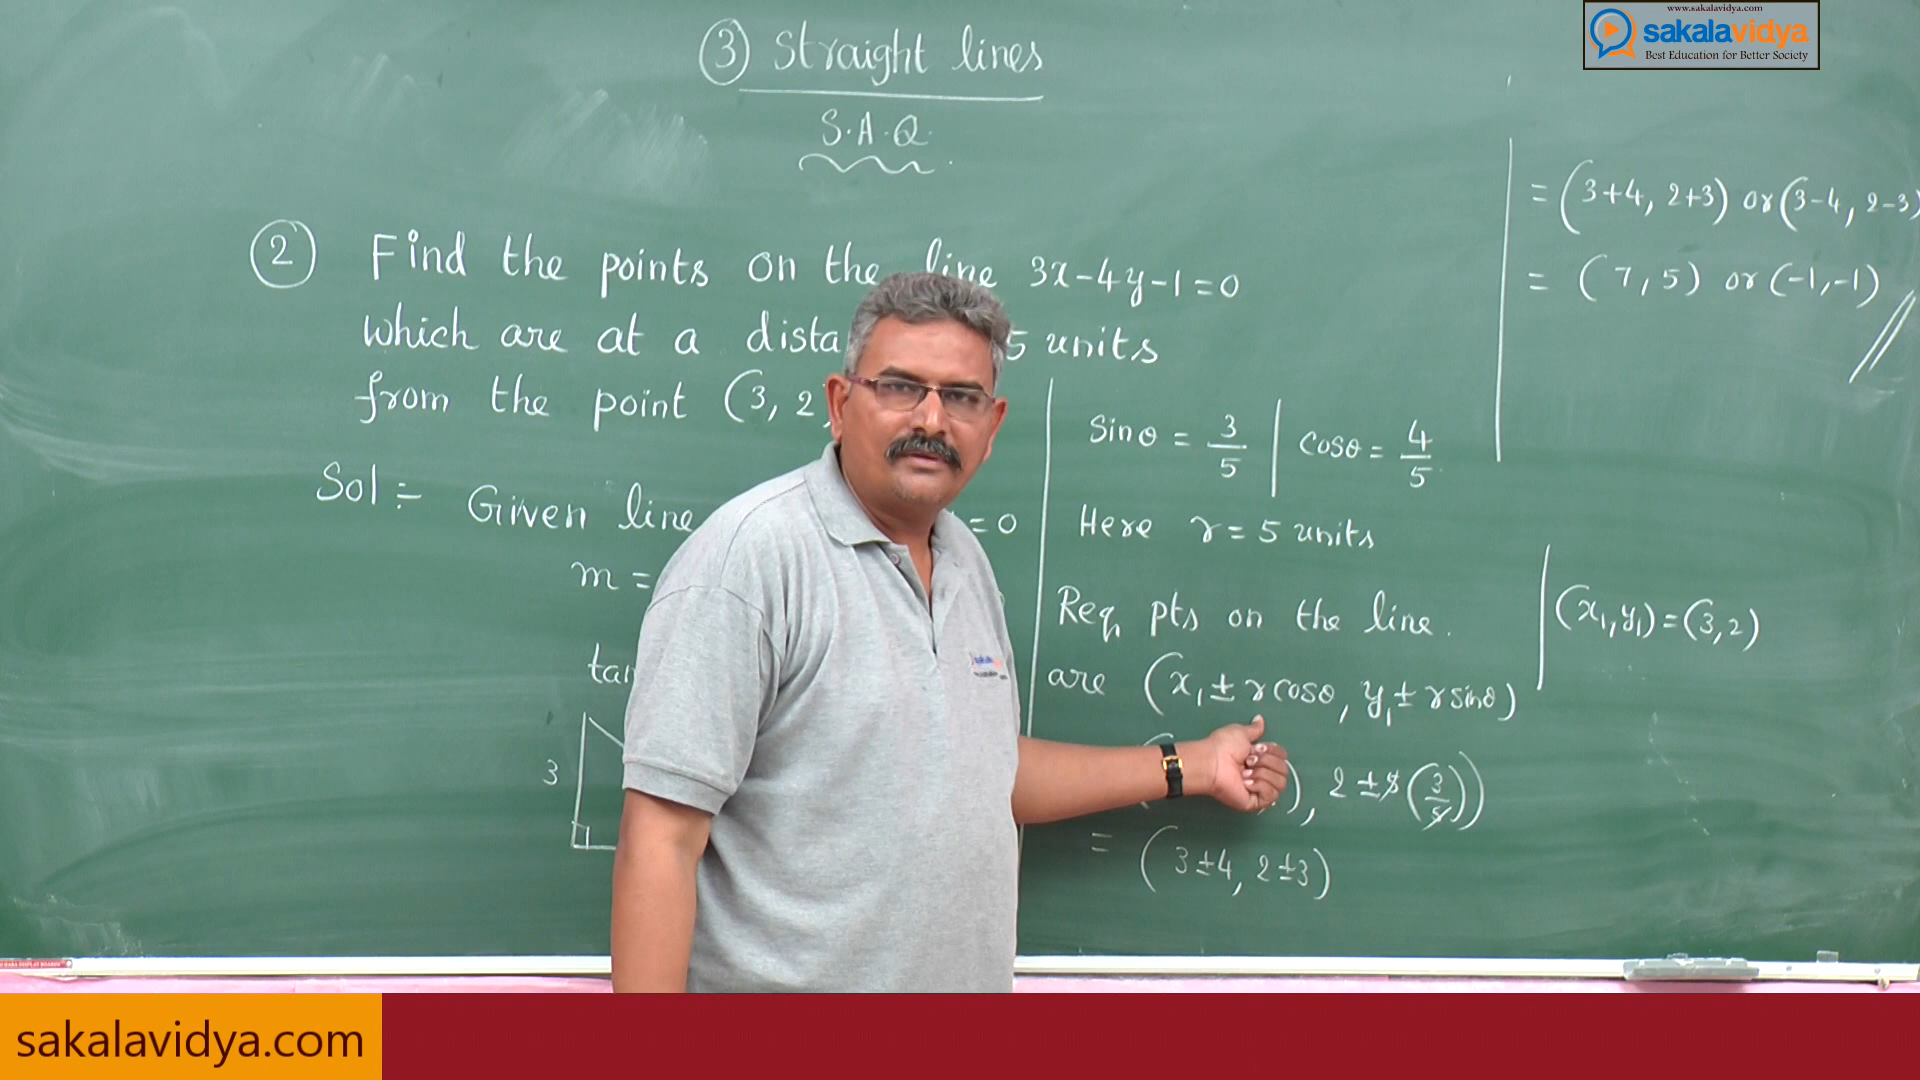 www.sakalavidya.com
sakalavidya
Best Education for Better Society
③ Straight lines
S.A.Q.
② Find the points on the line 3x-4y-1=0
which are at a dista 5 units
from the point (3, 2
Sol:- Given line =0
m =
tan
3
Sinθ = 3/5 | cosθ = 4/5
Here r = 5 units
Req pts on the line.
are (x₁ ± r cosθ, y₁ ± r sinθ)
), 2 ± 5(3/5))
= (3±4, 2±3)
(x₁, y₁) = (3, 2)
= (3+4, 2+3) or (3-4, 2-3)
= (7, 5) or (-1, -1)
sakalavidya.com